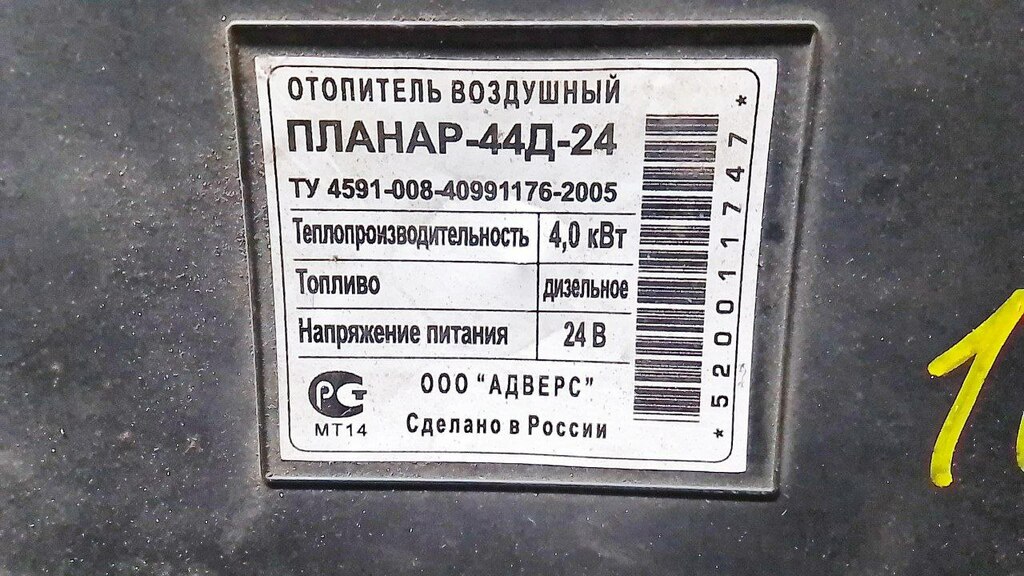 ОТОПИТЕЛЬ ВОЗДУШНЫЙ
ПЛАНАР-44Д-24
ТУ 4591-008-40991176-2005
Теплопроизводительность 4,0 кВт
Топливо дизельное
Напряжение питания 24 В
РСТ
МТ14
ООО "АДВЕРС"
Сделано в России
*520011747*